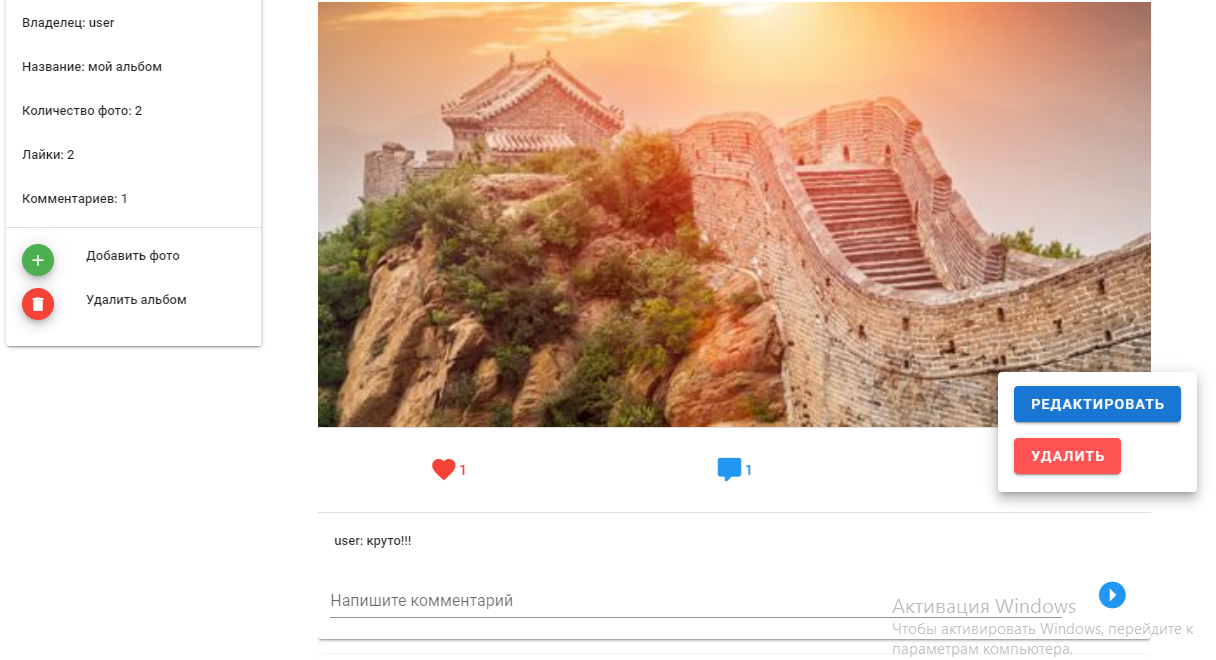 Владелец: user
Название: мой альбом
Количество фото: 2
Лайки: 2
Комментариев: 1
Добавить фото
Удалить альбом
РЕДАКТИРОВАТЬ
УДАЛИТЬ
1
1
user: круто!!!
Напишите комментарий
Активация Windows
Чтобы активировать Windows, перейдите к
параметрам компьютера.